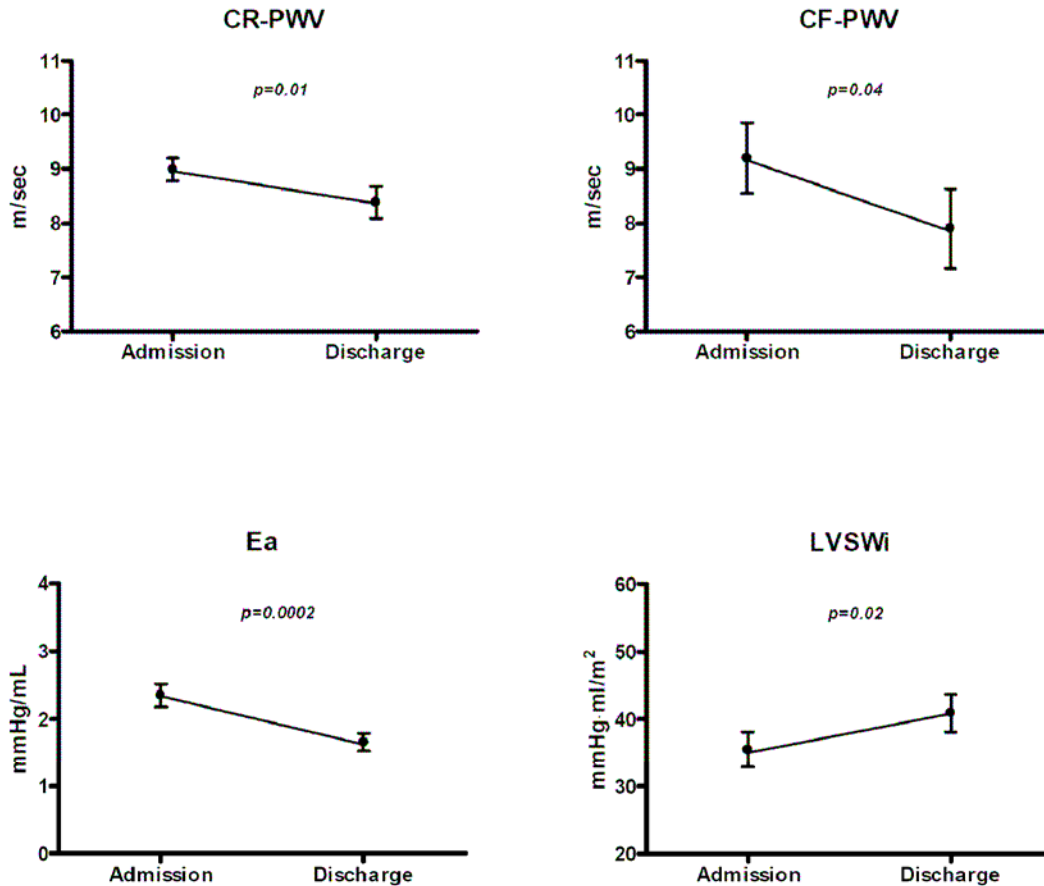 CR-PWV
11
10
9
8
7
6
m/sec
p=0.01
Admission Discharge
CF-PWV
11
10
9
8
7
6
m/sec
p=0.04
Admission Discharge
Ea
4
3
2
1
0
mmHg/mL
p=0.0002
Admission Discharge
LVSWi
60
50
40
30
20
mmHg·ml/m²
p=0.02
Admission Discharge